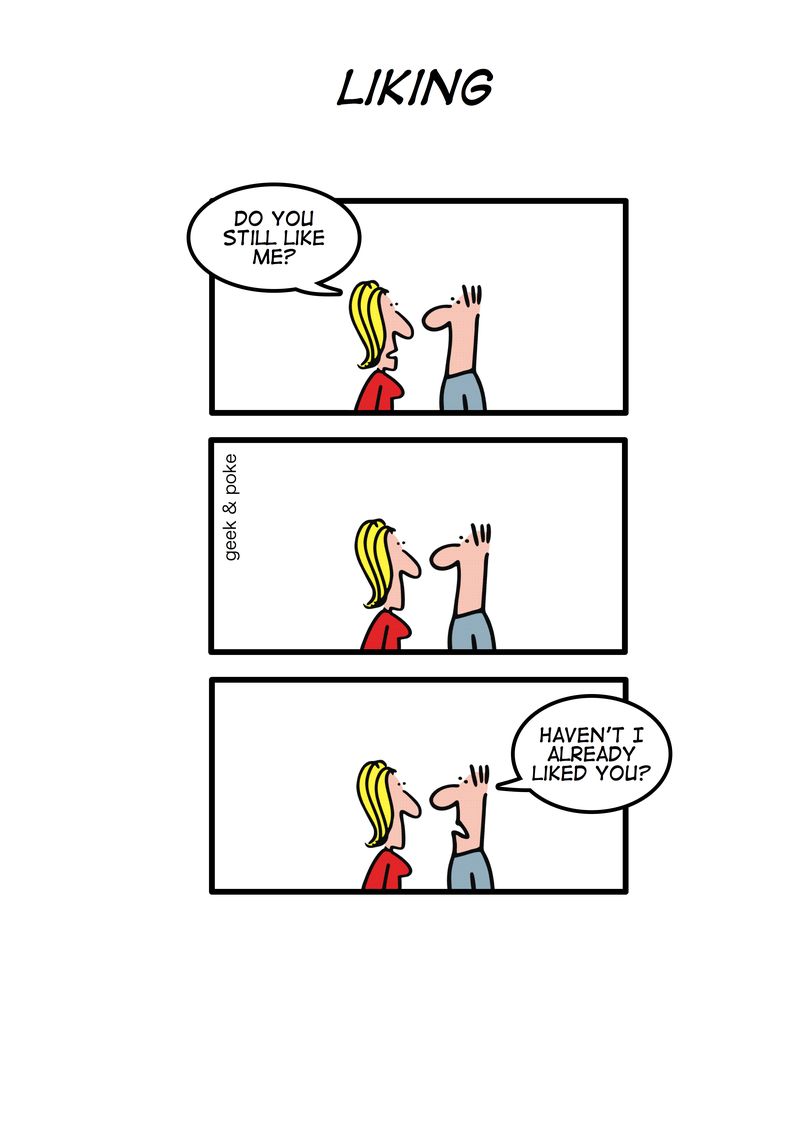 LIKING
DO YOU
STILL LIKE
ME?
geek & poke
HAVEN'T I
ALREADY
LIKED YOU?